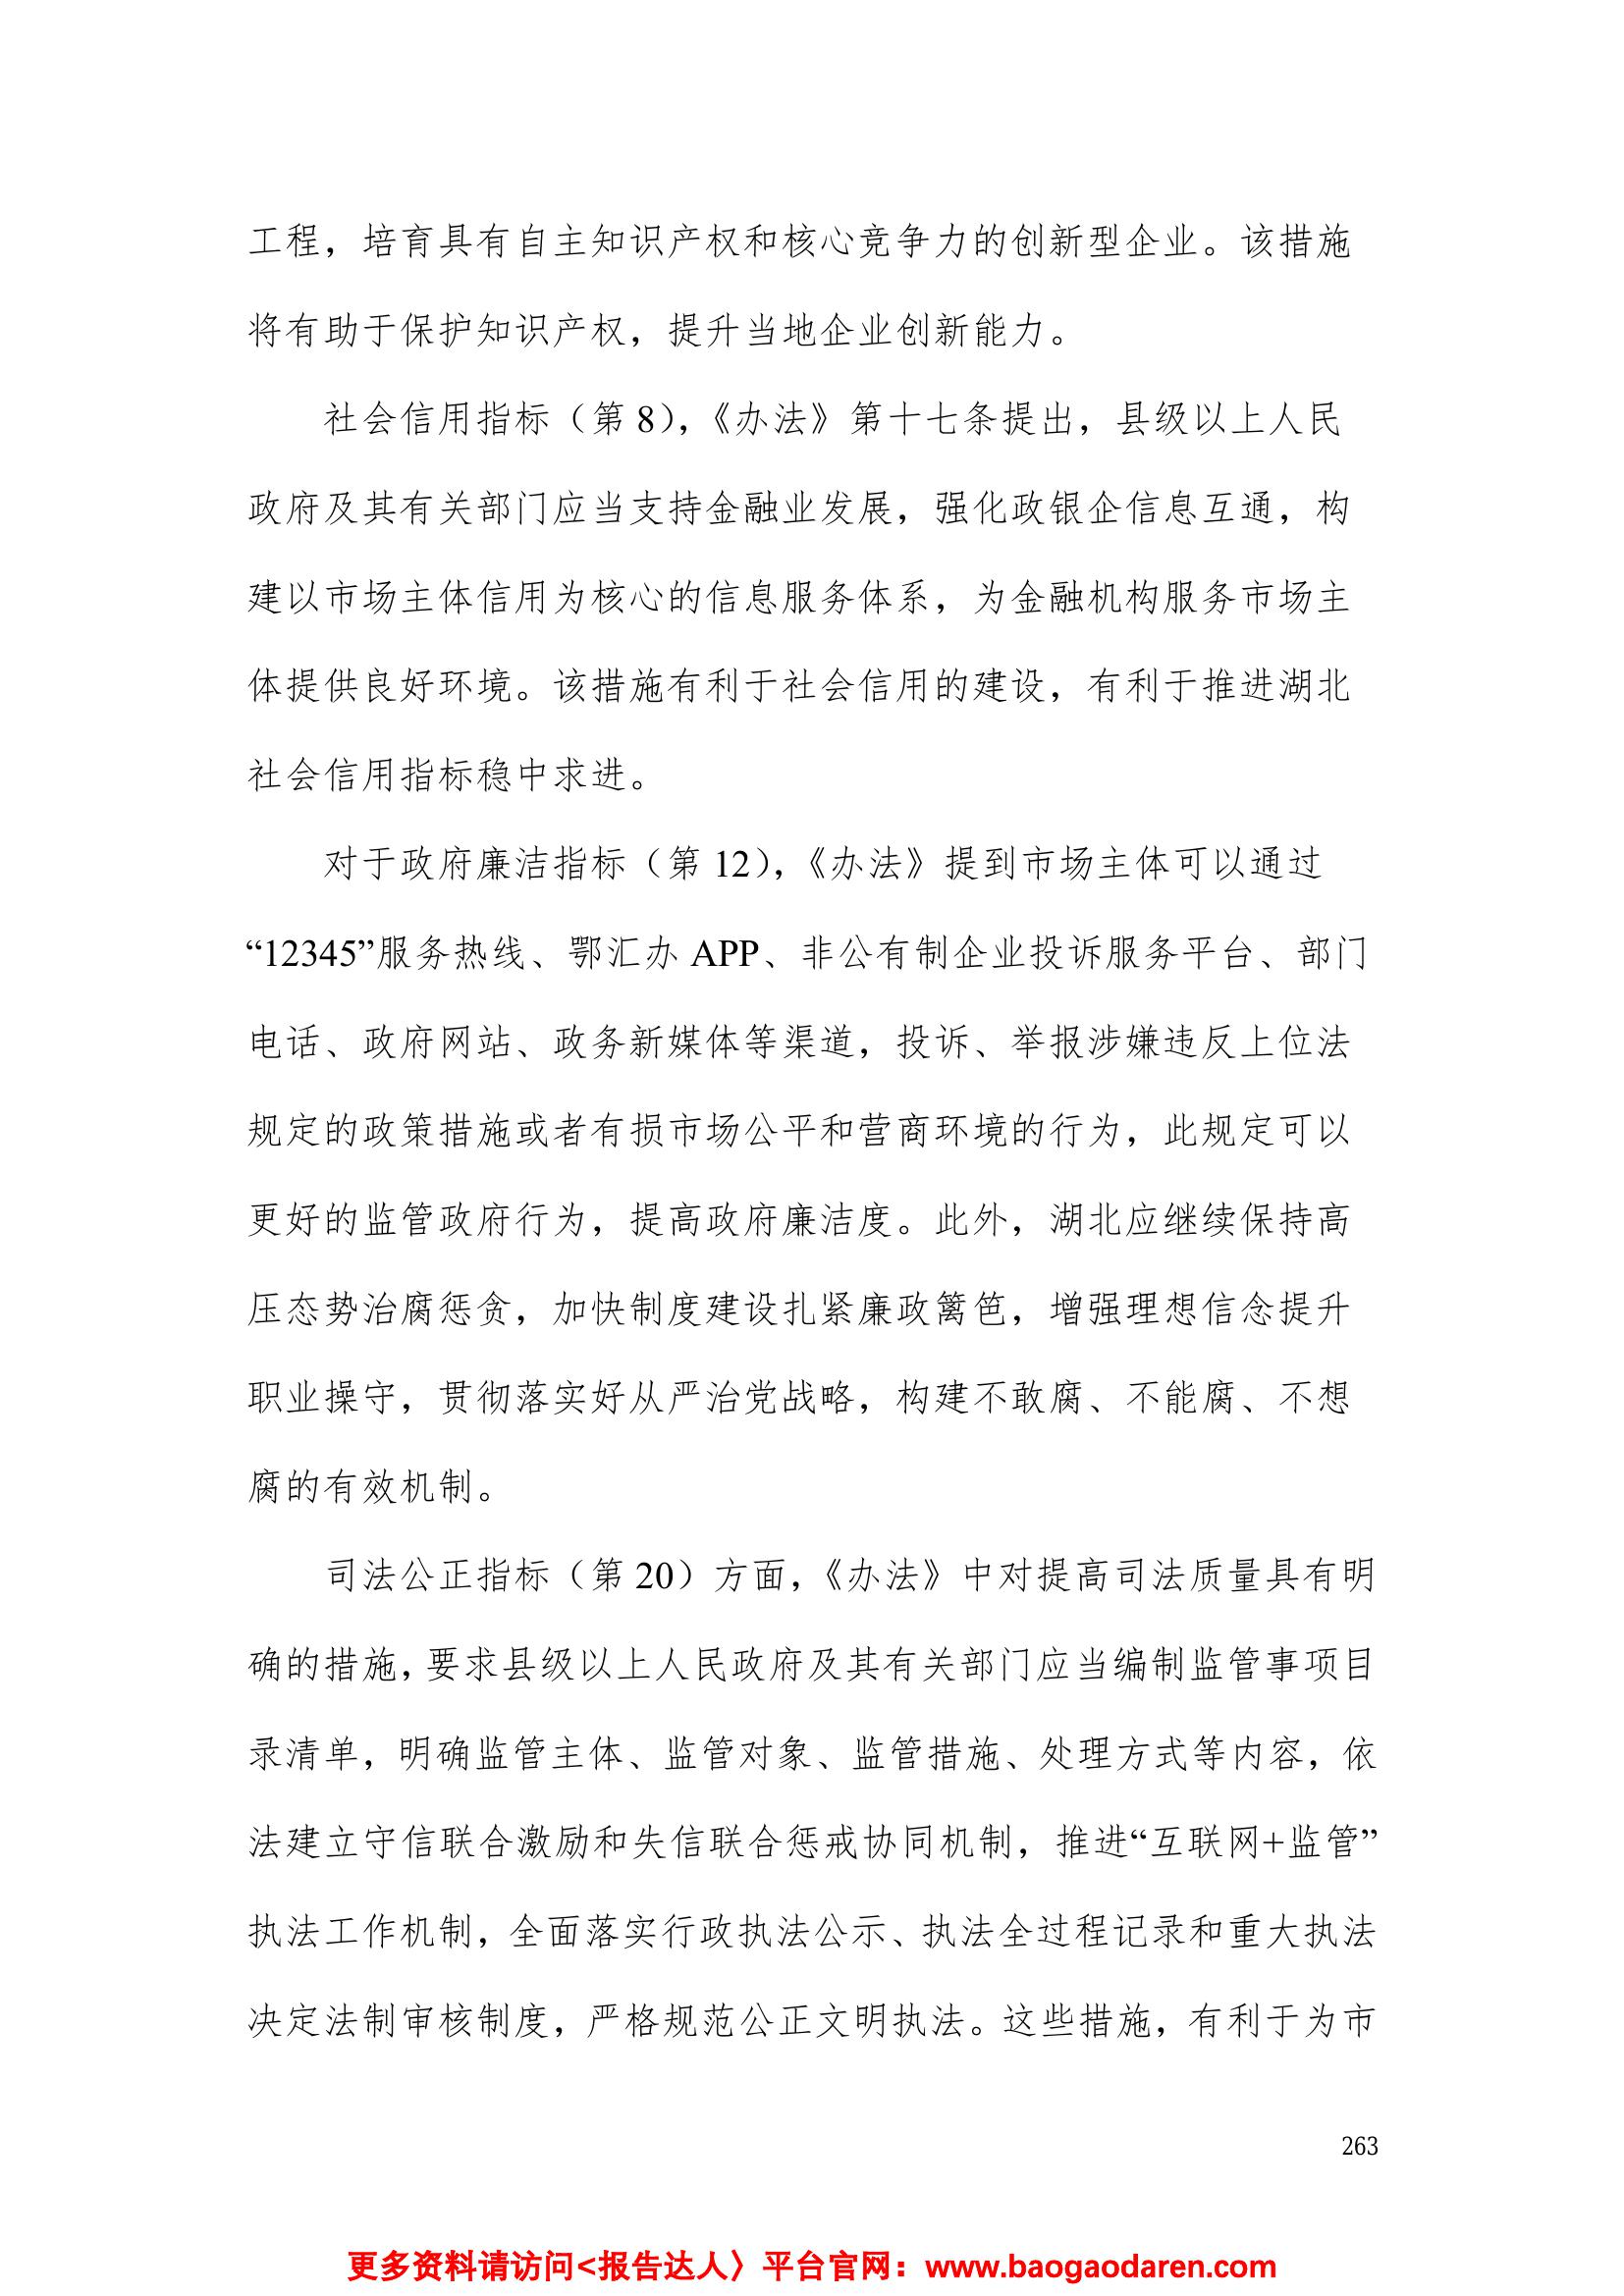 工程，培育具有自主知识产权和核心竞争力的创新型企业。该措施
将有助于保护知识产权，提升当地企业创新能力。
社会信用指标（第 8），《办法》第十七条提出，县级以上人民
政府及其有关部门应当支持金融业发展，强化政银企信息互通，构
建以市场主体信用为核心的信息服务体系，为金融机构服务市场主
体提供良好环境。该措施有利于社会信用的建设，有利于推进湖北
社会信用指标稳中求进。
对于政府廉洁指标（第 12），《办法》提到市场主体可以通过
“12345”服务热线、鄂汇办 APP、非公有制企业投诉服务平台、部门
电话、政府网站、政务新媒体等渠道，投诉、举报涉嫌违反上位法
规定的政策措施或者有损市场公平和营商环境的行为，此规定可以
更好的监管政府行为，提高政府廉洁度。此外，湖北应继续保持高
压态势治腐惩贪，加快制度建设扎紧廉政篱笆，增强理想信念提升
职业操守，贯彻落实好从严治党战略，构建不敢腐、不能腐、不想
腐的有效机制。
司法公正指标（第 20）方面，《办法》中对提高司法质量具有明
确的措施，要求县级以上人民政府及其有关部门应当编制监管事项目
录清单，明确监管主体、监管对象、监管措施、处理方式等内容，依
法建立守信联合激励和失信联合惩戒协同机制，推进“互联网+监管”
执法工作机制，全面落实行政执法公示、执法全过程记录和重大执法
决定法制审核制度，严格规范公正文明执法。这些措施，有利于为市
263
更多资料请访问<报告达人〉平台官网：www.baogaodaren.com